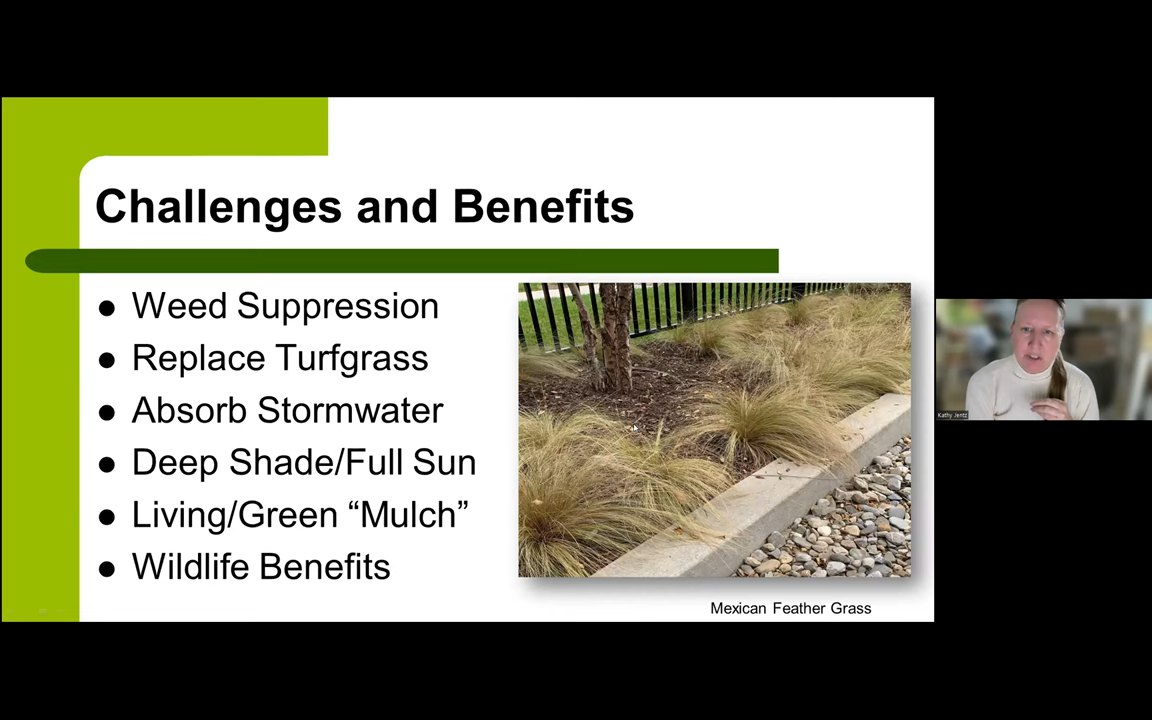 Challenges and Benefits
● Weed Suppression
● Replace Turfgrass
● Absorb Stormwater
● Deep Shade/Full Sun
● Living/Green “Mulch”
● Wildlife Benefits
Mexican Feather Grass
Kathy Jentz